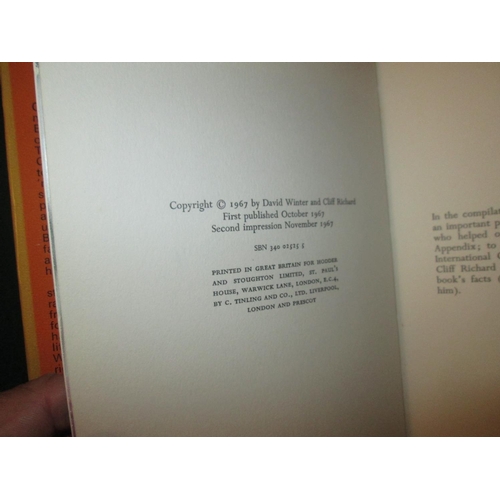 Copyright © 1967 by David Winter and Cliff Richard
First published October 1967
Second impression November 1967
SBN 340 02515 5
PRINTED IN GREAT BRITAIN FOR HODDER
AND STOUGHTON LIMITED, ST. PAUL'S
HOUSE, WARWICK LANE, LONDON, E.C.4.
BY C. TINLING AND CO., LTD. LIVERPOOL,
LONDON AND PRESCOT
In the compilat
an important p
who helped o
Appendix; to
International C
Cliff Richard
book's facts
him).